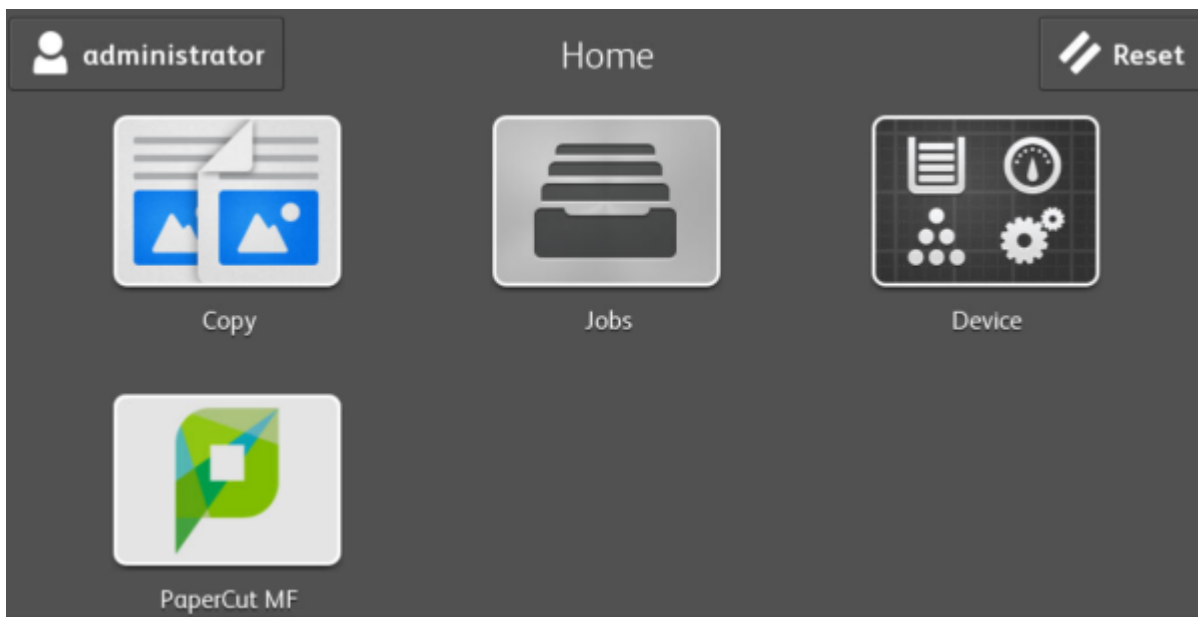 administrator
Home
Reset
Copy
Jobs
Device
PaperCut MF